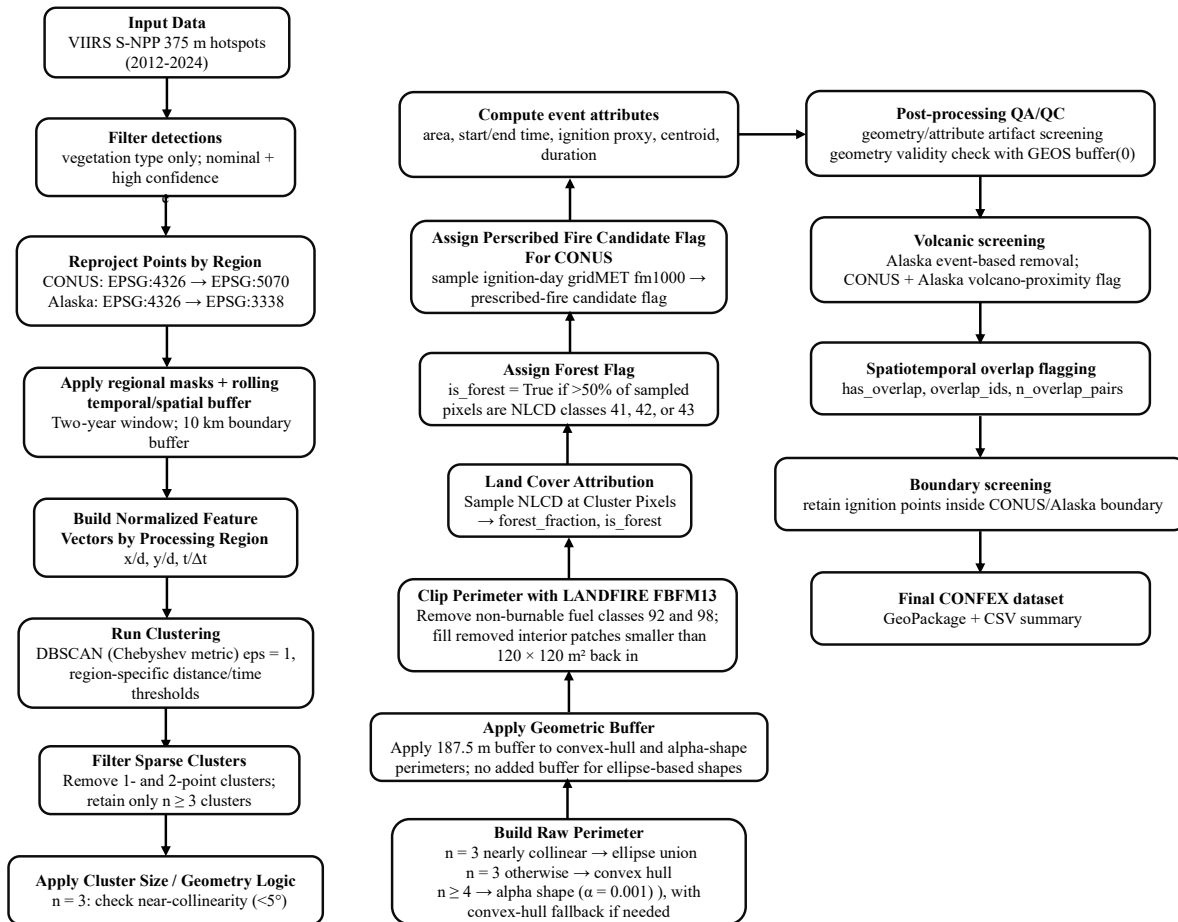 Input Data
VIIRS S-NPP 375 m hotspots
(2012-2024)
Filter detections
vegetation type only; nominal +
high confidence
e
Reproject Points by Region
CONUS: EPSG:4326 → EPSG:5070
Alaska: EPSG:4326 → EPSG:3338
Apply regional masks + rolling
temporal/spatial buffer
Two-year window; 10 km boundary
buffer
Build Normalized Feature
Vectors by Processing Region
x/d, y/d, t/Δt
Run Clustering
DBSCAN (Chebyshev metric) eps = 1,
region-specific distance/time
thresholds
Filter Sparse Clusters
Remove 1- and 2-point clusters;
retain only n ≥ 3 clusters
Apply Cluster Size / Geometry Logic
n = 3: check near-collinearity (<5°)
Build Raw Perimeter
n = 3 nearly collinear → ellipse union
n = 3 otherwise → convex hull
n ≥ 4 → alpha shape (α = 0.001) ), with
convex-hull fallback if needed
Apply Geometric Buffer
Apply 187.5 m buffer to convex-hull and alpha-shape
perimeters; no added buffer for ellipse-based shapes
Clip Perimeter with LANDFIRE FBFM13
Remove non-burnable fuel classes 92 and 98;
fill removed interior patches smaller than
120 × 120 m² back in
Land Cover Attribution
Sample NLCD at Cluster Pixels
→ forest_fraction, is_forest
Assign Forest Flag
is_forest = True if >50% of sampled
pixels are NLCD classes 41, 42, or 43
Assign Perscribed Fire Candidate Flag
For CONUS
sample ignition-day gridMET fm1000 →
prescribed-fire candidate flag
Compute event attributes
area, start/end time, ignition proxy, centroid,
duration
Post-processing QA/QC
geometry/attribute artifact screening
geometry validity check with GEOS buffer(0)
Volcanic screening
Alaska event-based removal;
CONUS + Alaska volcano-proximity flag
Spatiotemporal overlap flagging
has_overlap, overlap_ids, n_overlap_pairs
Boundary screening
retain ignition points inside CONUS/Alaska boundary
Final CONFEX dataset
GeoPackage + CSV summary